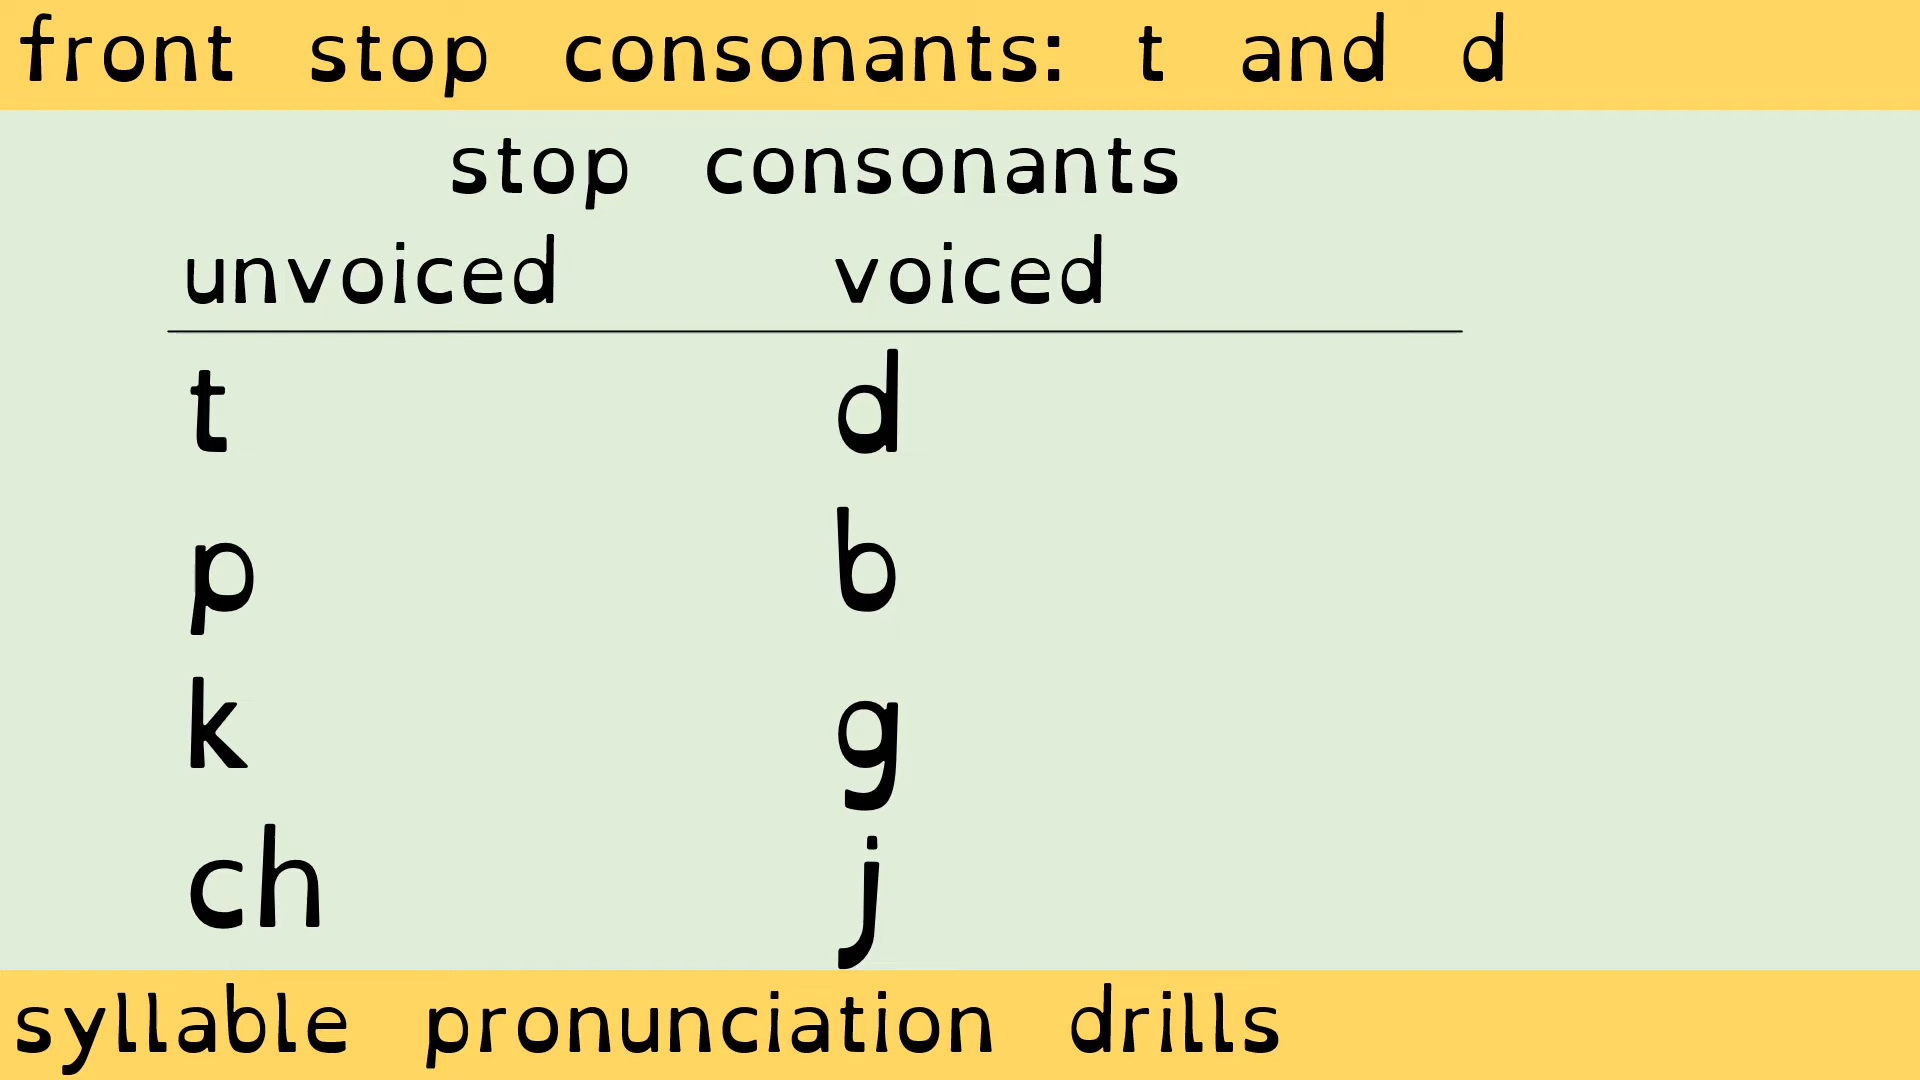 front stop consonants: t and d
stop consonants
unvoiced voiced
t d
p b
k g
ch j
syllable pronunciation drills